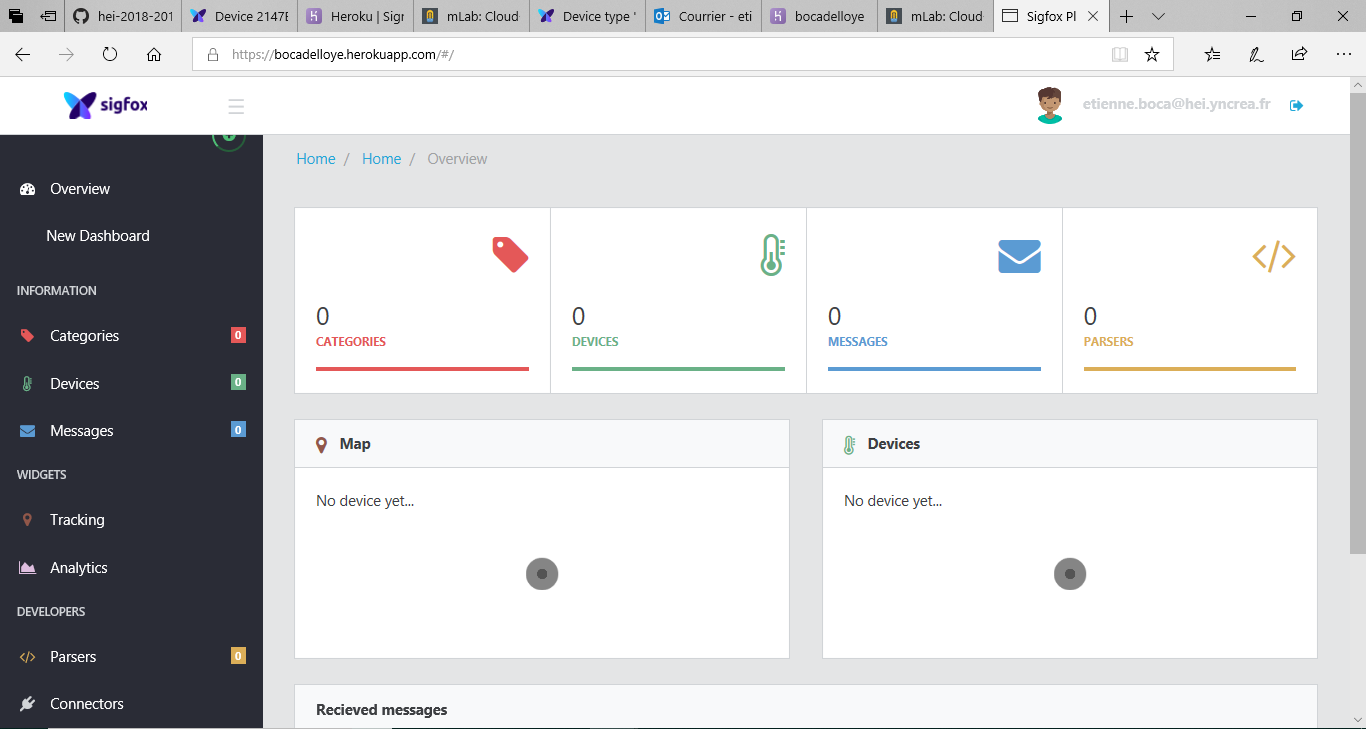 hei-2018-201
Device 2147E
Heroku | Sigr
mLab: Cloud-
Device type '
Courrier - eti
bocadelloye
mLab: Cloud-
Sigfox Pl
https://bocadelloye.herokuapp.com/#/
sigfox
etienne.boca@hei.yncrea.fr
Home / Home / Overview
Overview
New Dashboard
INFORMATION
Categories 0
Devices 0
Messages 0
WIDGETS
Tracking
Analytics
DEVELOPERS
Parsers 0
Connectors
0
CATEGORIES
0
DEVICES
0
MESSAGES
0
PARSERS
Map
No device yet...
Devices
No device yet...
Recieved messages